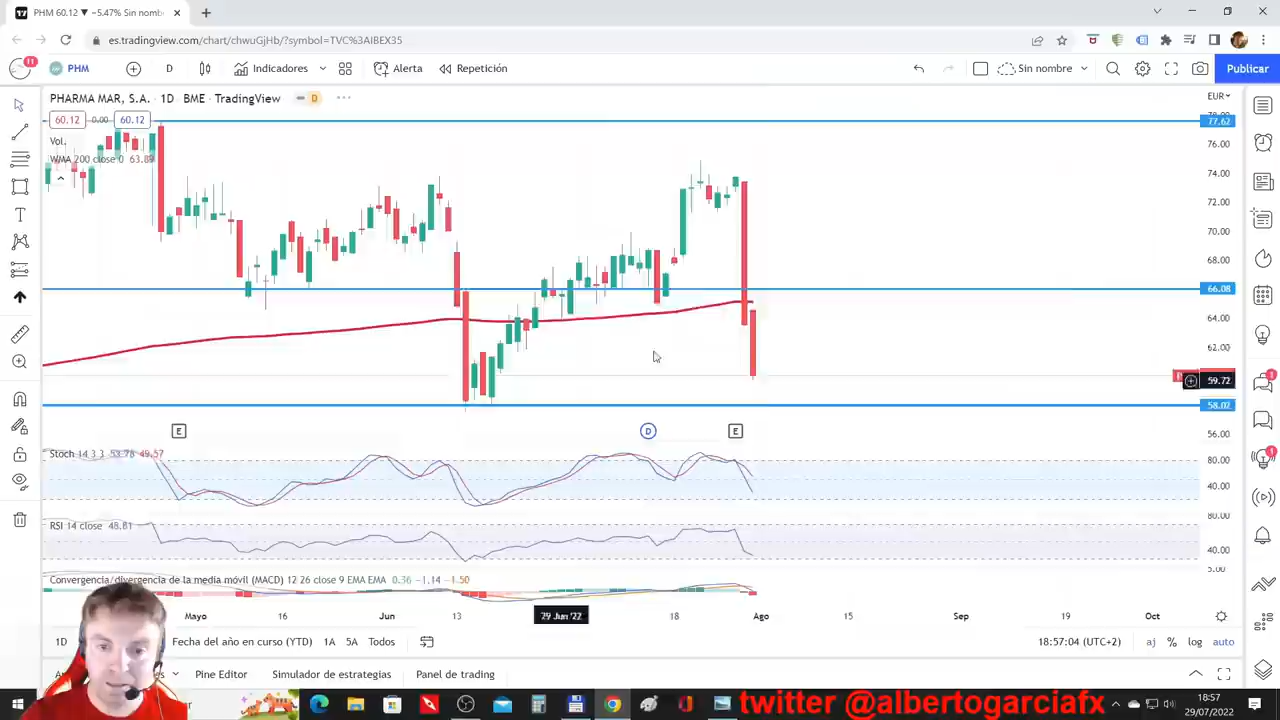 PHM 60.12 ▼ −5.47% Sin nomb
es.tradingview.com/chart/chwuGjHb/?symbol=TVC%3AIBEX35
11
PHM
D
Indicadores
Alerta
Repetición
Sin nombre
Publicar
PHARMA MAR, S.A. · 1D · BME · TradingView
D
EUR
60.12
0.00
60.12
77.62
Vol.
76.00
WMA 200 close 0 63.89
74.00
72.00
70.00
68.00
66.08
64.00
62.00
59.72
58.02
E
D
E
56.00
Stoch 14 3 3
49.57
80.00
40.00
80.00
RSI 14 close 48.81
40.00
Convergencia/divergencia de la media móvil (MACD) 12 26 close 9 EMA EMA 0.36 −1.14 −1.50
Mayo
16
Jun
13
29 Jun '22
18
Ago
15
Sep
19
Oct
1D
Fecha del año en curso (YTD)
1A
5A
Todos
18:57:04 (UTC+2)
aj
%
log
auto
Pine Editor
Simulador de estrategias
Panel de trading
18:57
29/07/2022
twitter @albertogarciafx